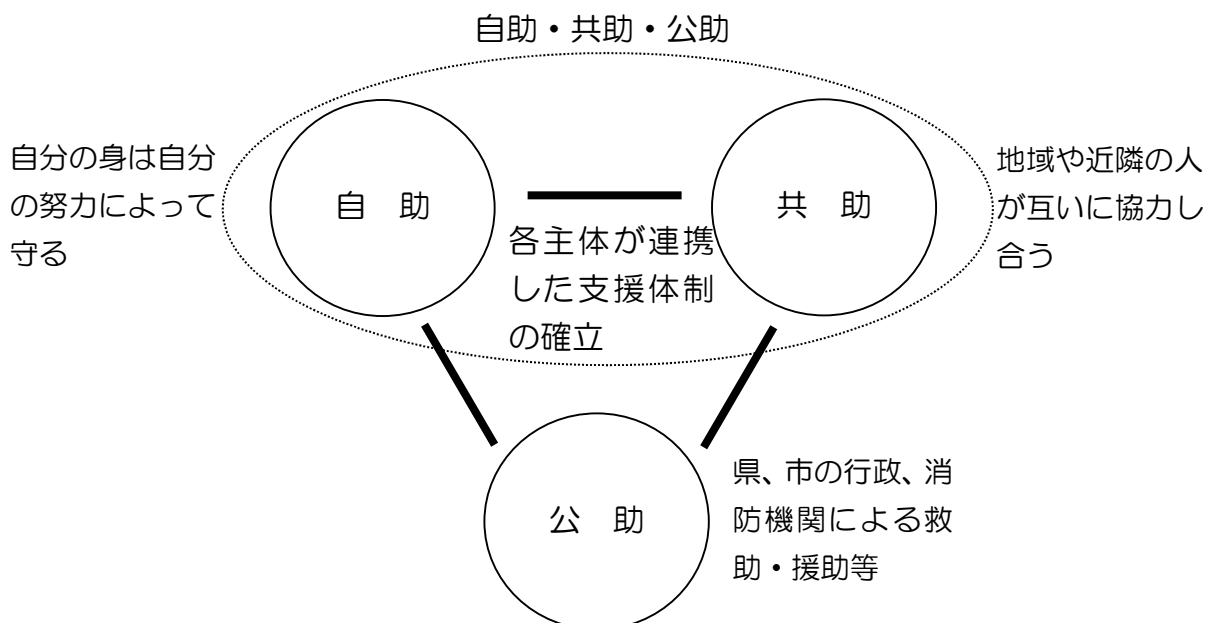 自助・共助・公助
自分の身は自分
の努力によって
守る
自 助
共 助
地域や近隣の人
が互いに協力し
合う
各主体が連携
した支援体制
の確立
公 助
県、市の行政、消
防機関による救
助・援助等